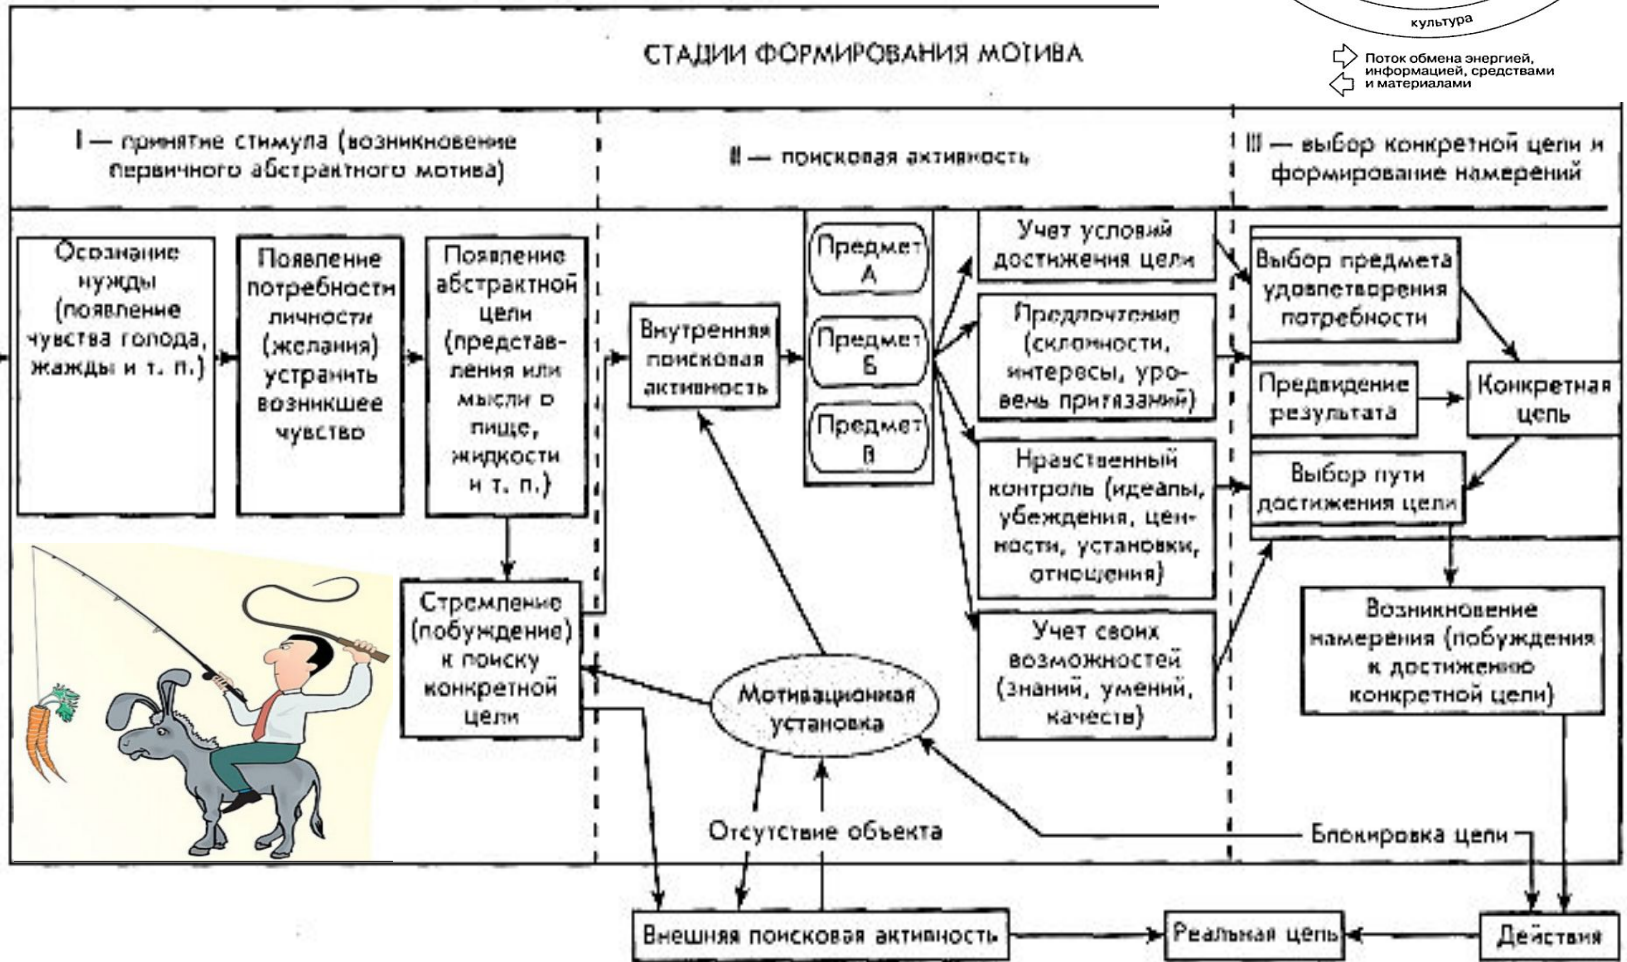 культура
Поток обмена энергией,
информацией, средствами
и материалами
СТАДИИ ФОРМИРОВАНИЯ МОТИВА
I — принятие стимула (возникновение
первичного абстрактного мотива)
II — поисковая активность
III — выбор конкретной цели и
формирование намерений
Осознание
нужды
(появление
чувства голода,
жажды и т. п.)
Появление
потребности
личности
(желания)
устранить
возникшее
чувство
Появление
абстрактной
цели
(представ-
ления или
мысли о
пище,
жидкости
и т. п.)
Стремление
(побуждение)
к поиску
конкретной
цели
Внутренняя
поисковая
активность
Предмет
А
Предмет
Б
Предмет
В
Учет условий
достижения цели
Предпочтение
(склонности,
интересы, уро-
вень притязаний)
Нравственный
контроль (идеалы,
убеждения, цен-
ности, установки,
отношения)
Учет своих
возможностей
(знаний, умений,
качеств)
Мотивационная
установка
Отсутствие объекта
Выбор предмета
удовлетворения
потребности
Предвидение
результата
Конкретная
цель
Выбор пути
достижения цели
Возникновение
намерения (побуждения
к достижению
конкретной цели)
Блокировка цели
Внешняя поисковая активность
Реальная цель
Действия